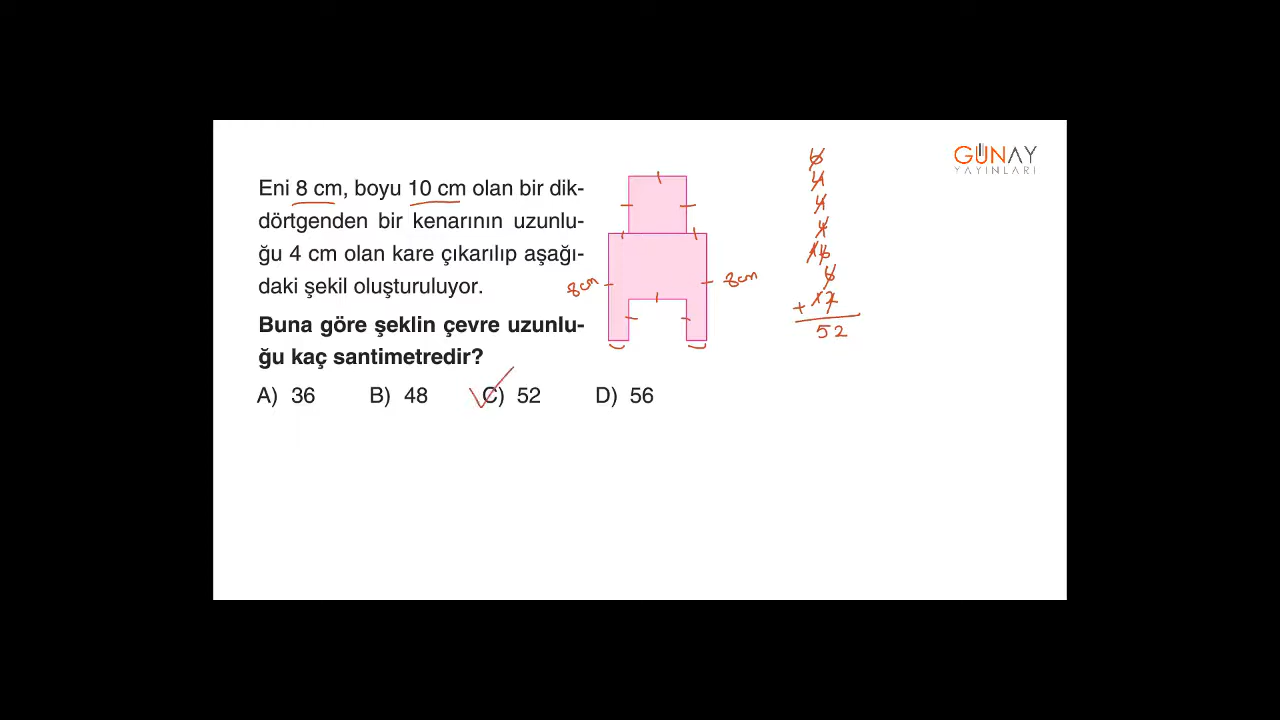 GÜNAY
YAYINLARI
Eni 8 cm, boyu 10 cm olan bir dik-
dörtgenden bir kenarının uzunlu-
ğu 4 cm olan kare çıkarılıp aşağı-
daki şekil oluşturuluyor.
Buna göre şeklin çevre uzunlu-
ğu kaç santimetredir?
A) 36 B) 48 C) 52 D) 56
8cm
8cm
+
52